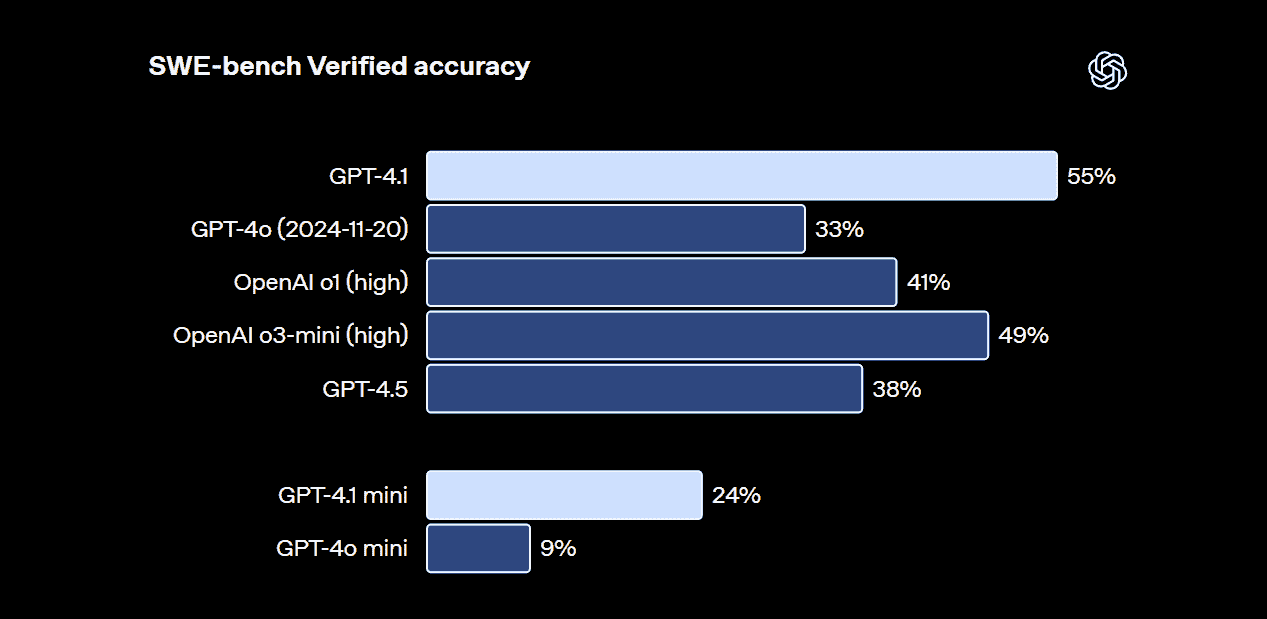 SWE-bench Verified accuracy
GPT-4.1 55%
GPT-4o (2024-11-20) 33%
OpenAI o1 (high) 41%
OpenAI o3-mini (high) 49%
GPT-4.5 38%
GPT-4.1 mini 24%
GPT-4o mini 9%